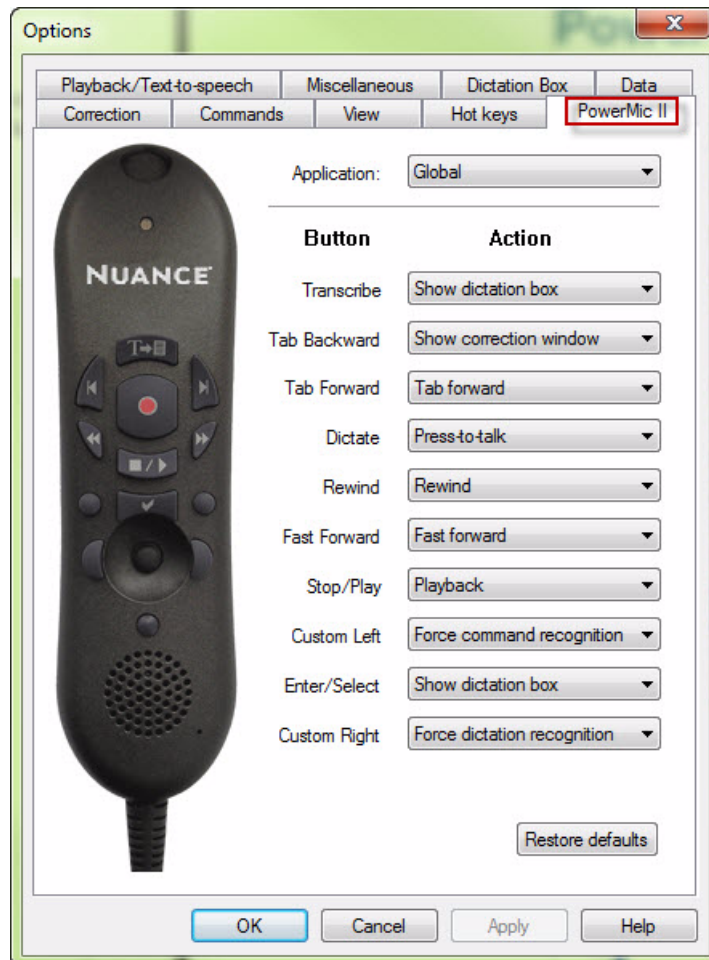 Options
Playback/Text-to-speech Miscellaneous Dictation Box Data
Correction Commands View Hot keys PowerMic II
Application: Global
Button Action
NUANCE
Transcribe Show dictation box
Tab Backward Show correction window
Tab Forward Tab forward
Dictate Press-to-talk
Rewind Rewind
Fast Forward Fast forward
Stop/Play Playback
Custom Left Force command recognition
Enter/Select Show dictation box
Custom Right Force dictation recognition
Restore defaults
OK Cancel Apply Help